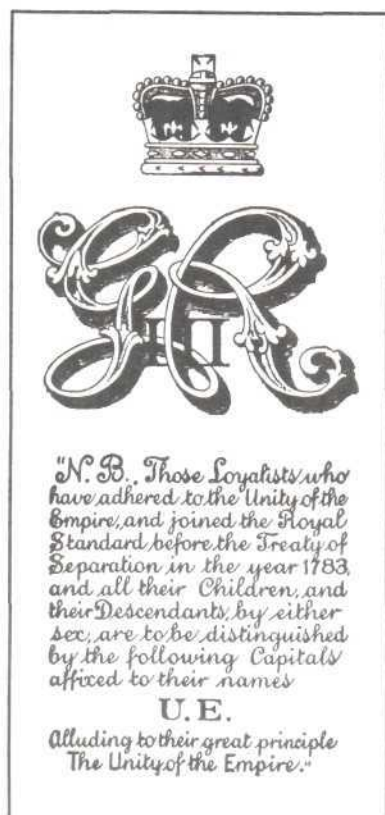 GR
III
"N. B., Those Loyalists who
have adhered to the Unity of the
Empire, and joined the Royal
Standard before the Treaty of
Separation in the year 1783,
and all their Children, and
their Descendants, by either
sex, are to be distinguished
by the following Capitals
affixed to their names
U. E.
Alluding to their great principle
The Unity of the Empire."